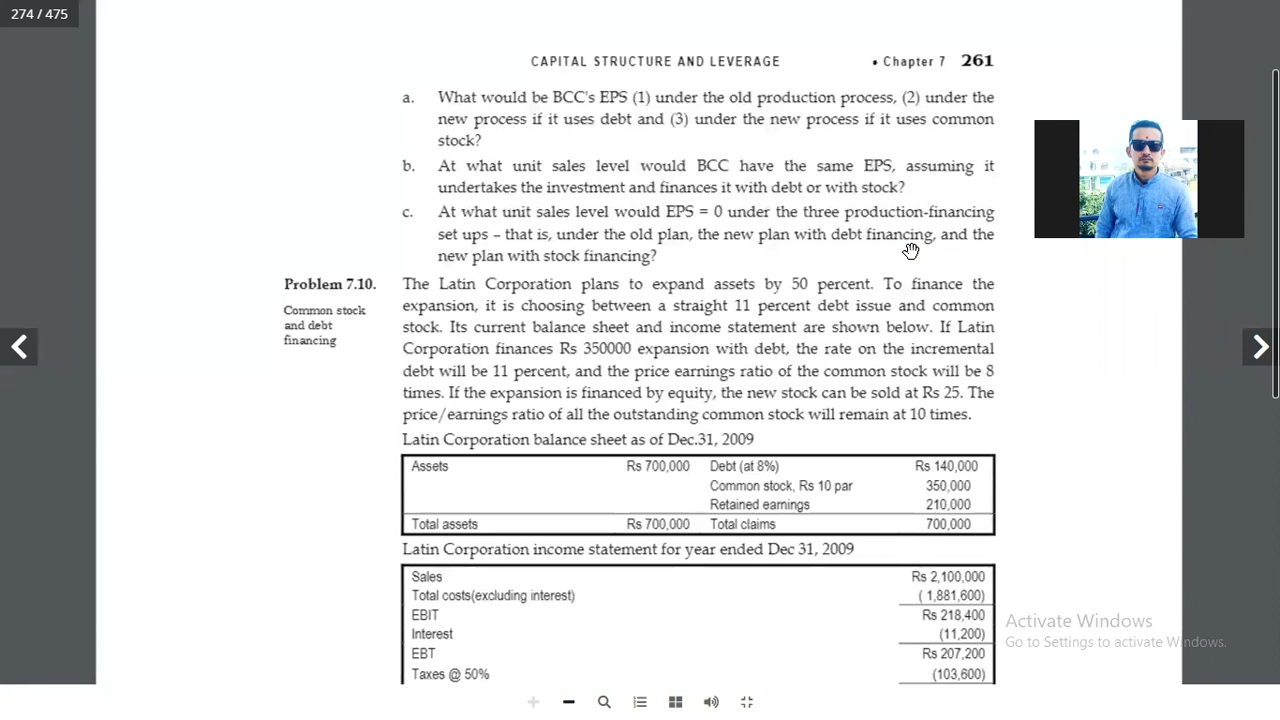 274 / 475
CAPITAL STRUCTURE AND LEVERAGE • Chapter 7 261
a. What would be BCC's EPS (1) under the old production process, (2) under the
new process if it uses debt and (3) under the new process if it uses common
stock?
b. At what unit sales level would BCC have the same EPS, assuming it
undertakes the investment and finances it with debt or with stock?
c. At what unit sales level would EPS = 0 under the three production-financing
set ups – that is, under the old plan, the new plan with debt financing, and the
new plan with stock financing?
Problem 7.10.
Common stock
and debt
financing
The Latin Corporation plans to expand assets by 50 percent. To finance the
expansion, it is choosing between a straight 11 percent debt issue and common
stock. Its current balance sheet and income statement are shown below. If Latin
Corporation finances Rs 350000 expansion with debt, the rate on the incremental
debt will be 11 percent, and the price earnings ratio of the common stock will be 8
times. If the expansion is financed by equity, the new stock can be sold at Rs 25. The
price/earnings ratio of all the outstanding common stock will remain at 10 times.
Latin Corporation balance sheet as of Dec.31, 2009
Assets Rs 700,000 Debt (at 8%) Rs 140,000
Common stock, Rs 10 par 350,000
Retained earnings 210,000
Total assets Rs 700,000 Total claims 700,000
Latin Corporation income statement for year ended Dec 31, 2009
Sales Rs 2,100,000
Total costs(excluding interest) ( 1,881,600)
EBIT Rs 218,400
Interest (11,200)
EBT Rs 207,200
Taxes @ 50% (103,600)
Activate Windows
Go to Settings to activate Windows.